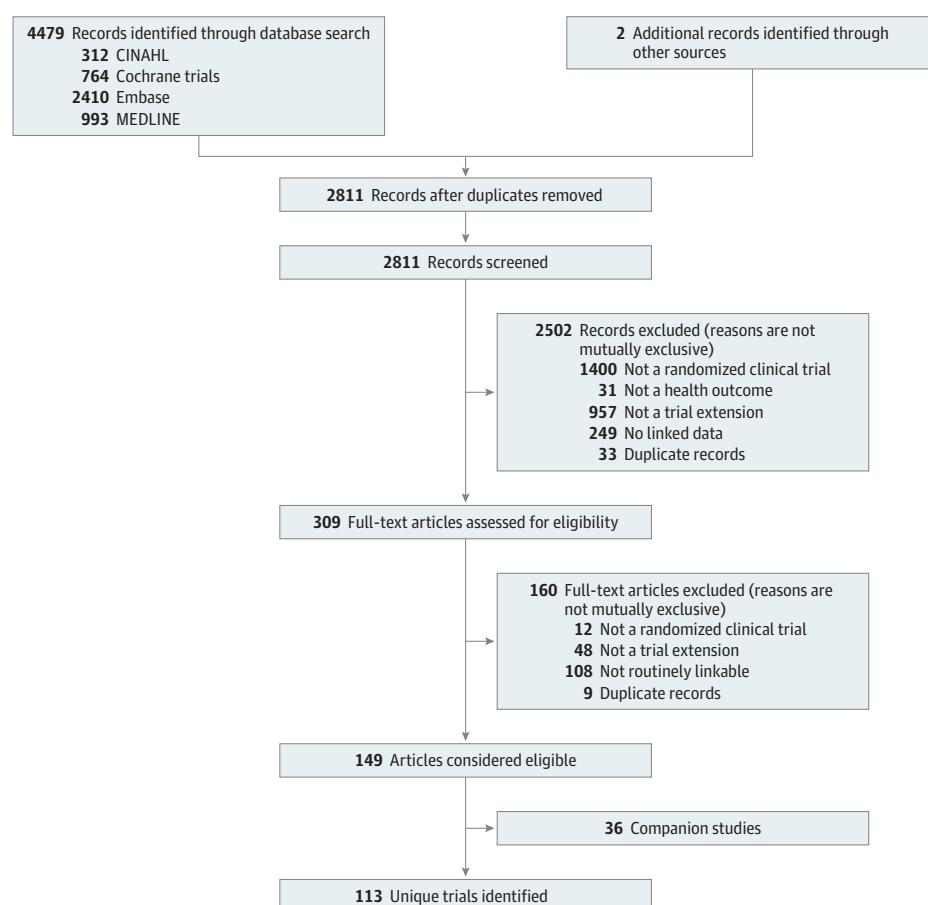 4479 Records identified through database search
312 CINAHL
764 Cochrane trials
2410 Embase
993 MEDLINE
2 Additional records identified through
other sources
2811 Records after duplicates removed
2811 Records screened
2502 Records excluded (reasons are not
mutually exclusive)
1400 Not a randomized clinical trial
31 Not a health outcome
957 Not a trial extension
249 No linked data
33 Duplicate records
309 Full-text articles assessed for eligibility
160 Full-text articles excluded (reasons are
not mutually exclusive)
12 Not a randomized clinical trial
48 Not a trial extension
108 Not routinely linkable
9 Duplicate records
149 Articles considered eligible
36 Companion studies
113 Unique trials identified